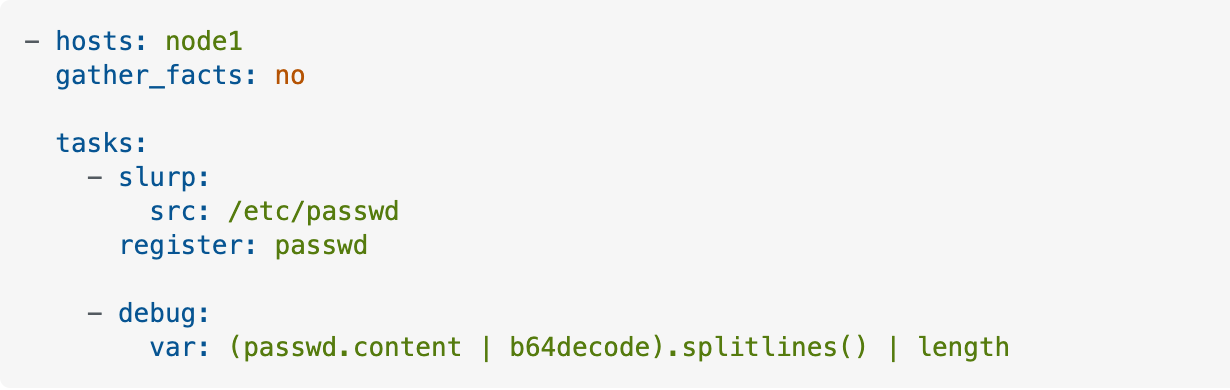 - hosts: node1
  gather_facts: no

  tasks:
    - slurp:
        src: /etc/passwd
      register: passwd

    - debug:
        var: (passwd.content | b64decode).splitlines() | length